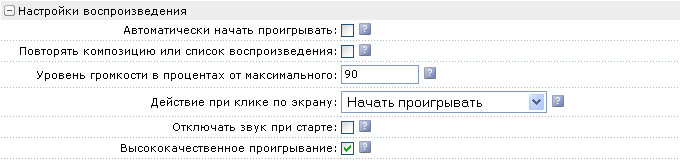 Настройки воспроизведения
Автоматически начать проигрывать: ?
Повторять композицию или список воспроизведения: ?
Уровень громкости в процентах от максимального: 90 ?
Действие при клике по экрану: Начать проигрывать ?
Отключать звук при старте: ?
Высококачественное проигрывание: ?